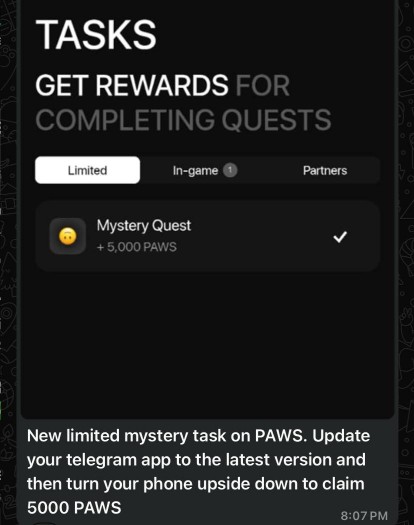 TASKS
GET REWARDS FOR
COMPLETING QUESTS
Limited In-game 1 Partners
Mystery Quest
+ 5,000 PAWS
New limited mystery task on PAWS. Update
your telegram app to the latest version and
then turn your phone upside down to claim
5000 PAWS
8:07 PM